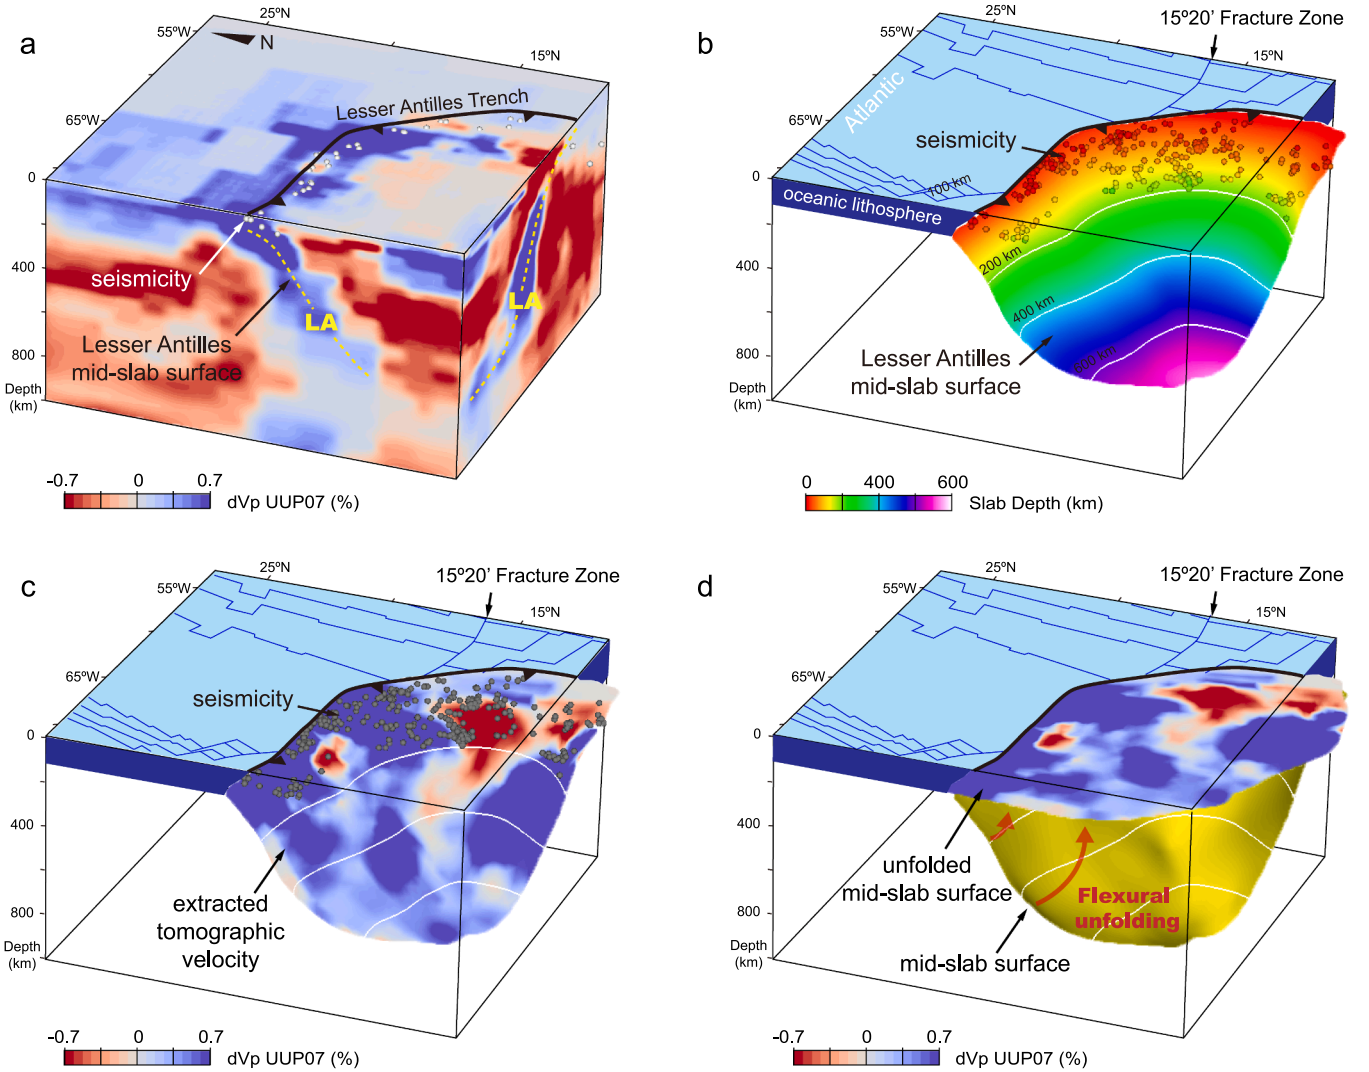 a
25ºN
55ºW
N
15ºN
Lesser Antilles Trench
65ºW
0
400
800
Depth
(km)
seismicity
LA
LA
Lesser Antilles
mid-slab surface
-0.7 0 0.7
dVp UUP07 (%)
b
15º20' Fracture Zone
25ºN
55ºW
15ºN
Atlantic
65ºW
seismicity
0
100 km
oceanic lithosphere
200 km
400
400 km
800
600 km
Lesser Antilles
mid-slab surface
Depth
(km)
0 400 600
Slab Depth (km)
c
25ºN
15º20' Fracture Zone
55ºW
15ºN
65ºW
seismicity
0
400
800
Depth
(km)
extracted
tomographic
velocity
-0.7 0 0.7
dVp UUP07 (%)
d
25ºN
15º20' Fracture Zone
55ºW
15ºN
65ºW
0
400
800
Depth
(km)
unfolded
mid-slab surface
Flexural
unfolding
mid-slab surface
-0.7 0 0.7
dVp UUP07 (%)